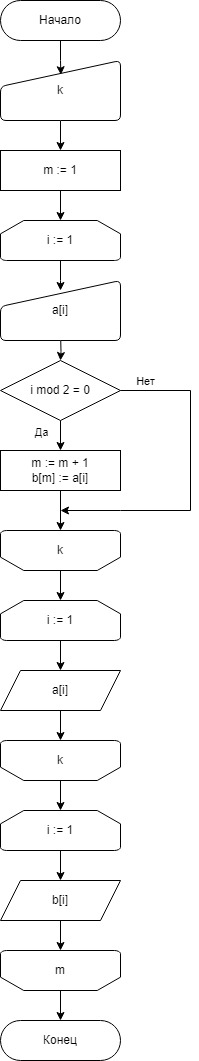 Начало
k
m := 1
i := 1
a[i]
i mod 2 = 0
Нет
Да
m := m + 1
b[m] := a[i]
k
i := 1
a[i]
k
i := 1
b[i]
m
Конец